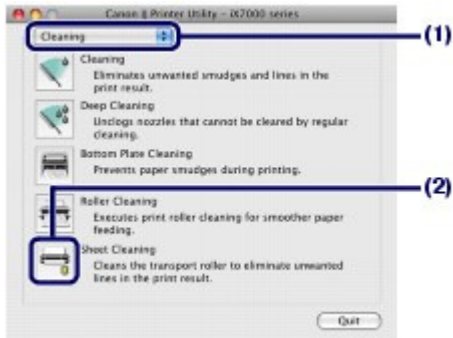 Canon IJ Printer Utility – iX7000 series
Cleaning
(1)
Cleaning
Eliminates unwanted smudges and lines in the
print result.
Deep Cleaning
Unclogs nozzles that cannot be cleared by regular
cleaning.
Bottom Plate Cleaning
Prevents paper smudges during printing.
(2)
Roller Cleaning
Executes print roller cleaning for smoother paper
feeding.
Sheet Cleaning
Cleans the transport roller to eliminate unwanted
lines in the print result.
Quit